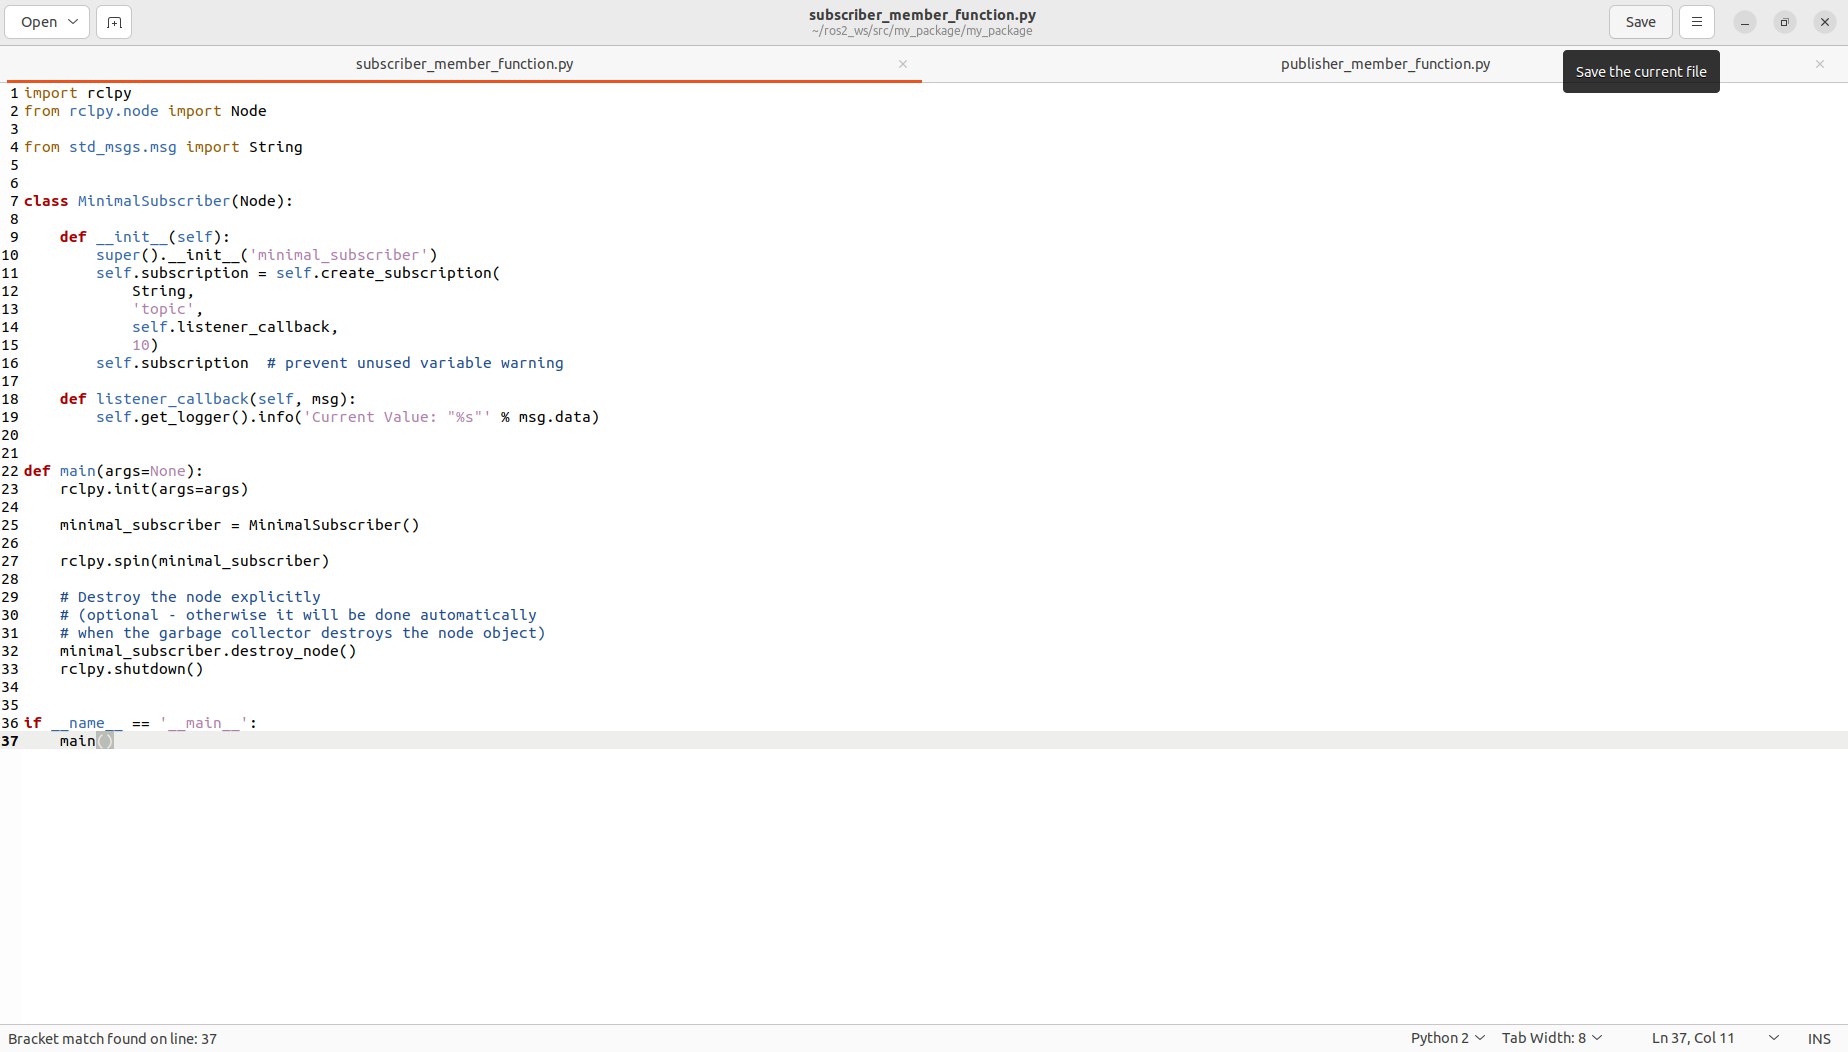 Open
subscriber_member_function.py
~/ros2_ws/src/my_package/my_package
Save
subscriber_member_function.py
publisher_member_function.py
Save the current file
1 import rclpy
2 from rclpy.node import Node
3
4 from std_msgs.msg import String
5
6
7 class MinimalSubscriber(Node):
8
9     def __init__(self):
10         super().__init__('minimal_subscriber')
11         self.subscription = self.create_subscription(
12             String,
13             'topic',
14             self.listener_callback,
15             10)
16         self.subscription  # prevent unused variable warning
17
18     def listener_callback(self, msg):
19         self.get_logger().info('Current Value: "%s"' % msg.data)
20
21
22 def main(args=None):
23     rclpy.init(args=args)
24
25     minimal_subscriber = MinimalSubscriber()
26
27     rclpy.spin(minimal_subscriber)
28
29     # Destroy the node explicitly
30     # (optional - otherwise it will be done automatically
31     # when the garbage collector destroys the node object)
32     minimal_subscriber.destroy_node()
33     rclpy.shutdown()
34
35
36 if __name__ == '__main__':
37     main()
Bracket match found on line: 37
Python 2
Tab Width: 8
Ln 37, Col 11
INS